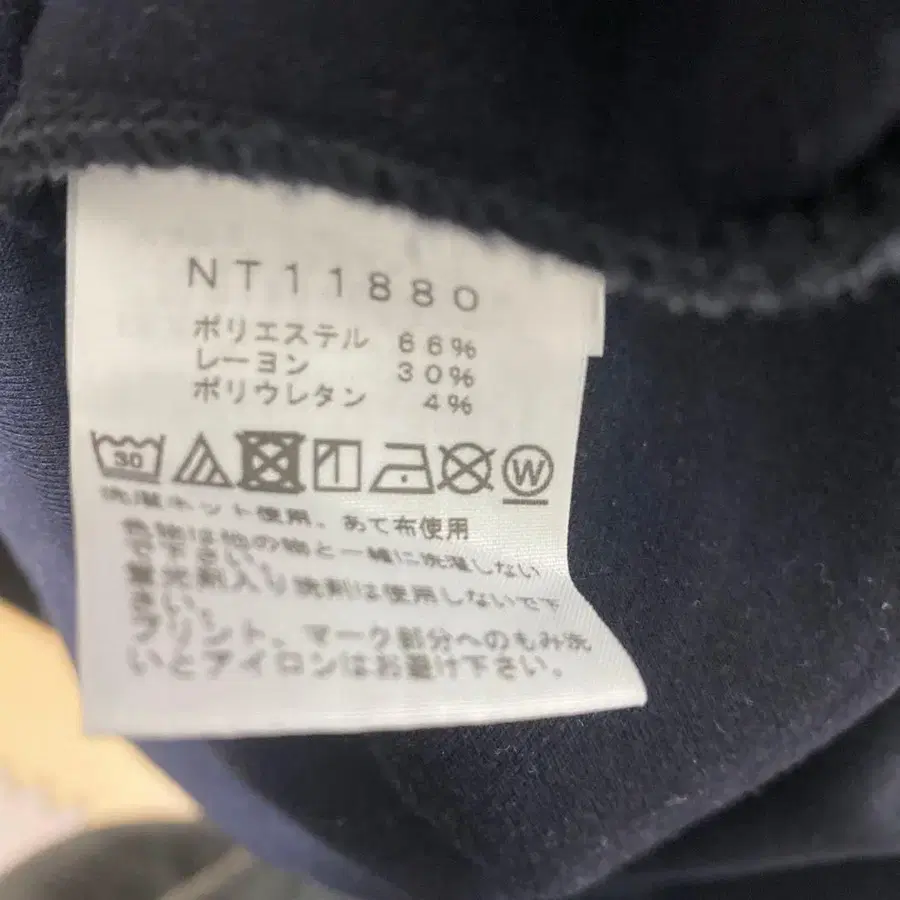 NT11880
ポリエステル 66%
レーヨン 30%
ポリウレタン 4%
30 W
洗濯ネット使用、あて布使用
色物は他の物と一緒に洗濯しない
で下さい。
蛍光剤入り洗剤は使用しないで下
さい。
プリント、マーク部分へのもみ洗
いとアイロンはお避け下さい。